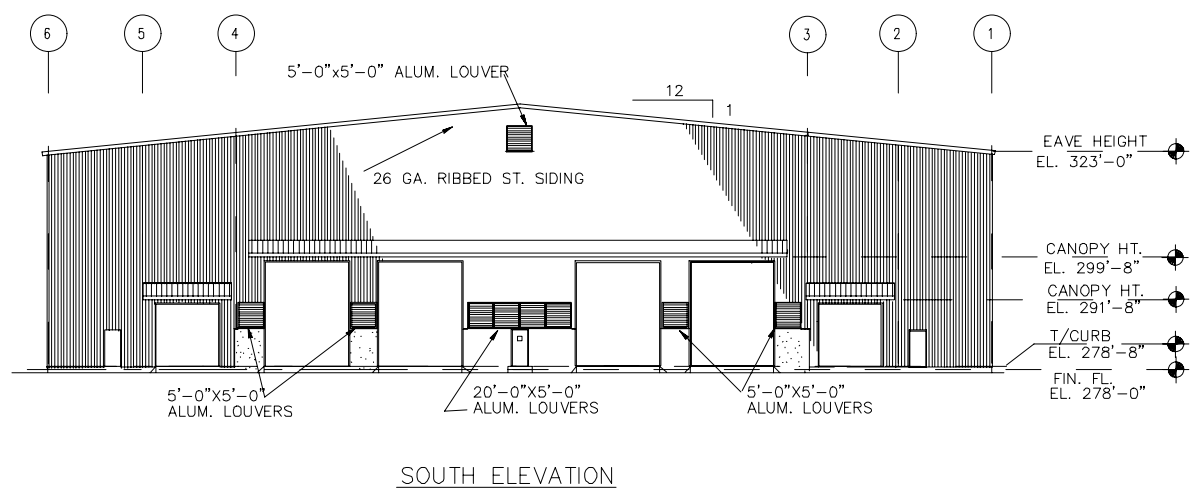 6 5 4 3 2 1
5'-0"x5'-0" ALUM. LOUVER
12
1
EAVE HEIGHT
EL. 323'-0"
26 GA. RIBBED ST. SIDING
CANOPY HT.
EL. 299'-8"
CANOPY HT.
EL. 291'-8"
T/CURB
EL. 278'-8"
FIN. FL.
EL. 278'-0"
5'-0"X5'-0"
ALUM. LOUVERS
20'-0"X5'-0"
ALUM. LOUVERS
5'-0"X5'-0"
ALUM. LOUVERS
SOUTH ELEVATION